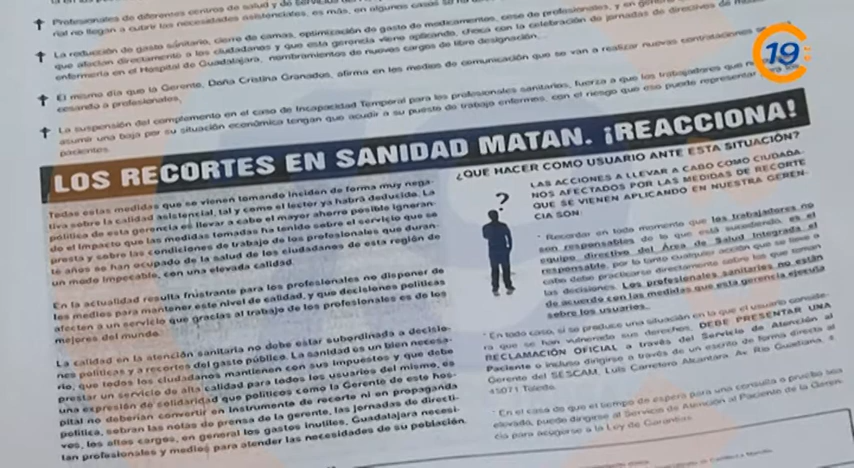 Profesionales de diferentes centros de salud y de servicios del
rial no llegan a cubrir las necesidades asistenciales, es más, en algunos casos se
La reducción de gasto sanitario, cierre de camas, optimización de gasto de medicamentos, cese de profesionales, y en general
que afectan directamente a los ciudadanos y que esta gerencia viene aplicando, choca con la celebración de jornadas de directivos de
enfermería en el Hospital de Guadalajara, nombramientos de nuevos cargos de libre designación...
El mismo día que la Gerente, Doña Cristina Granados, afirma en los medios de comunicación que se van a realizar nuevas contrataciones se
cesando a profesionales,
La suspensión del complemento en el caso de Incapacidad Temporal para los profesionales sanitarios, fuerza a que los trabajadores que
asumir una baja por su situación económica tengan que acudir a su puesto de trabajo enfermos, con el riesgo que eso puede representar
pacientes.
19
LOS RECORTES EN SANIDAD MATAN. ¡REACCIONA!
Todas estas medidas que se vienen tomando inciden de forma muy nega-
tiva sobre la calidad asistencial, tal y como el lector ya habrá deducido. La
política de esta gerencia es llevar a cabo el mayor ahorro posible ignoran-
do el impacto que las medidas tomadas ha tenido sobre el servicio que se
presta y sobre las condiciones de trabajo de los profesionales que duran-
te años se han ocupado de la salud de los ciudadanos de esta región de
un modo impecable, con una elevada calidad.
En la actualidad resulta frustrante para los profesionales no disponer de
los medios para mantener este nivel de calidad, y que decisiones políticas
afecten a un servicio que gracias al trabajo de los profesionales es de los
mejores del mundo.
La calidad en la atención sanitaria no debe estar subordinada a decisio-
nes políticas y a recortes del gasto público. La sanidad es un bien necesa-
rio, que todos los ciudadanos mantienen con sus impuestos y que debe
prestar un servicio de alta calidad para todos los usuarios del mismo, es
una expresión de solidaridad que políticos como la Gerente de este hos-
pital no deberían convertir en instrumento de recorte ni en propaganda
política, sobran las notas de prensa de la gerente, las jornadas de directi-
vos, los altos cargos, en general los gastos inutiles, Guadalajara necesi-
tan profesionales y medios para atender las necesidades de su población.
¿QUE HACER COMO USUARIO ANTE ESTA SITUACIÓN?
?
LAS ACCIONES A LLEVAR A CABO COMO CIUDADA-
NOS AFECTADOS POR LAS MEDIDAS DE RECORTE
QUE SE VIENEN APLICANDO EN NUESTRA GEREN-
CIA SON:
* Recordar en todo momento que los trabajadores no
son responsables de lo que está sucediendo, es el
equipo directivo del Área de Salud Integrada el
responsable, por lo tanto cualquier acción que se lleve a
cabo debe practicarse directamente sobre los que toman
las decisiones. Los profesionales sanitarios no están
de acuerdo con las medidas que esta gerencia ejecuta
sobre los usuarios.
* En todo caso, si se produce una situación en la que el usuario conside-
ra que se han vulnerado sus derechos, DEBE PRESENTAR UNA
RECLAMACIÓN OFICIAL a través del Servicio de Atención al
Paciente o incluso dirigirse a través de un escrito de forma directa al
Gerente del SESCAM, Luis Carretero Alcántara. Av. Río Guadiana, 4
45071 Toledo.
* En el caso de que el tiempo de espera para una consulta o prueba sea
elevada, puede dirigirse al Servicio de Atención al Paciente de la Geren-
cia para acogerse a la Ley de Garantías.